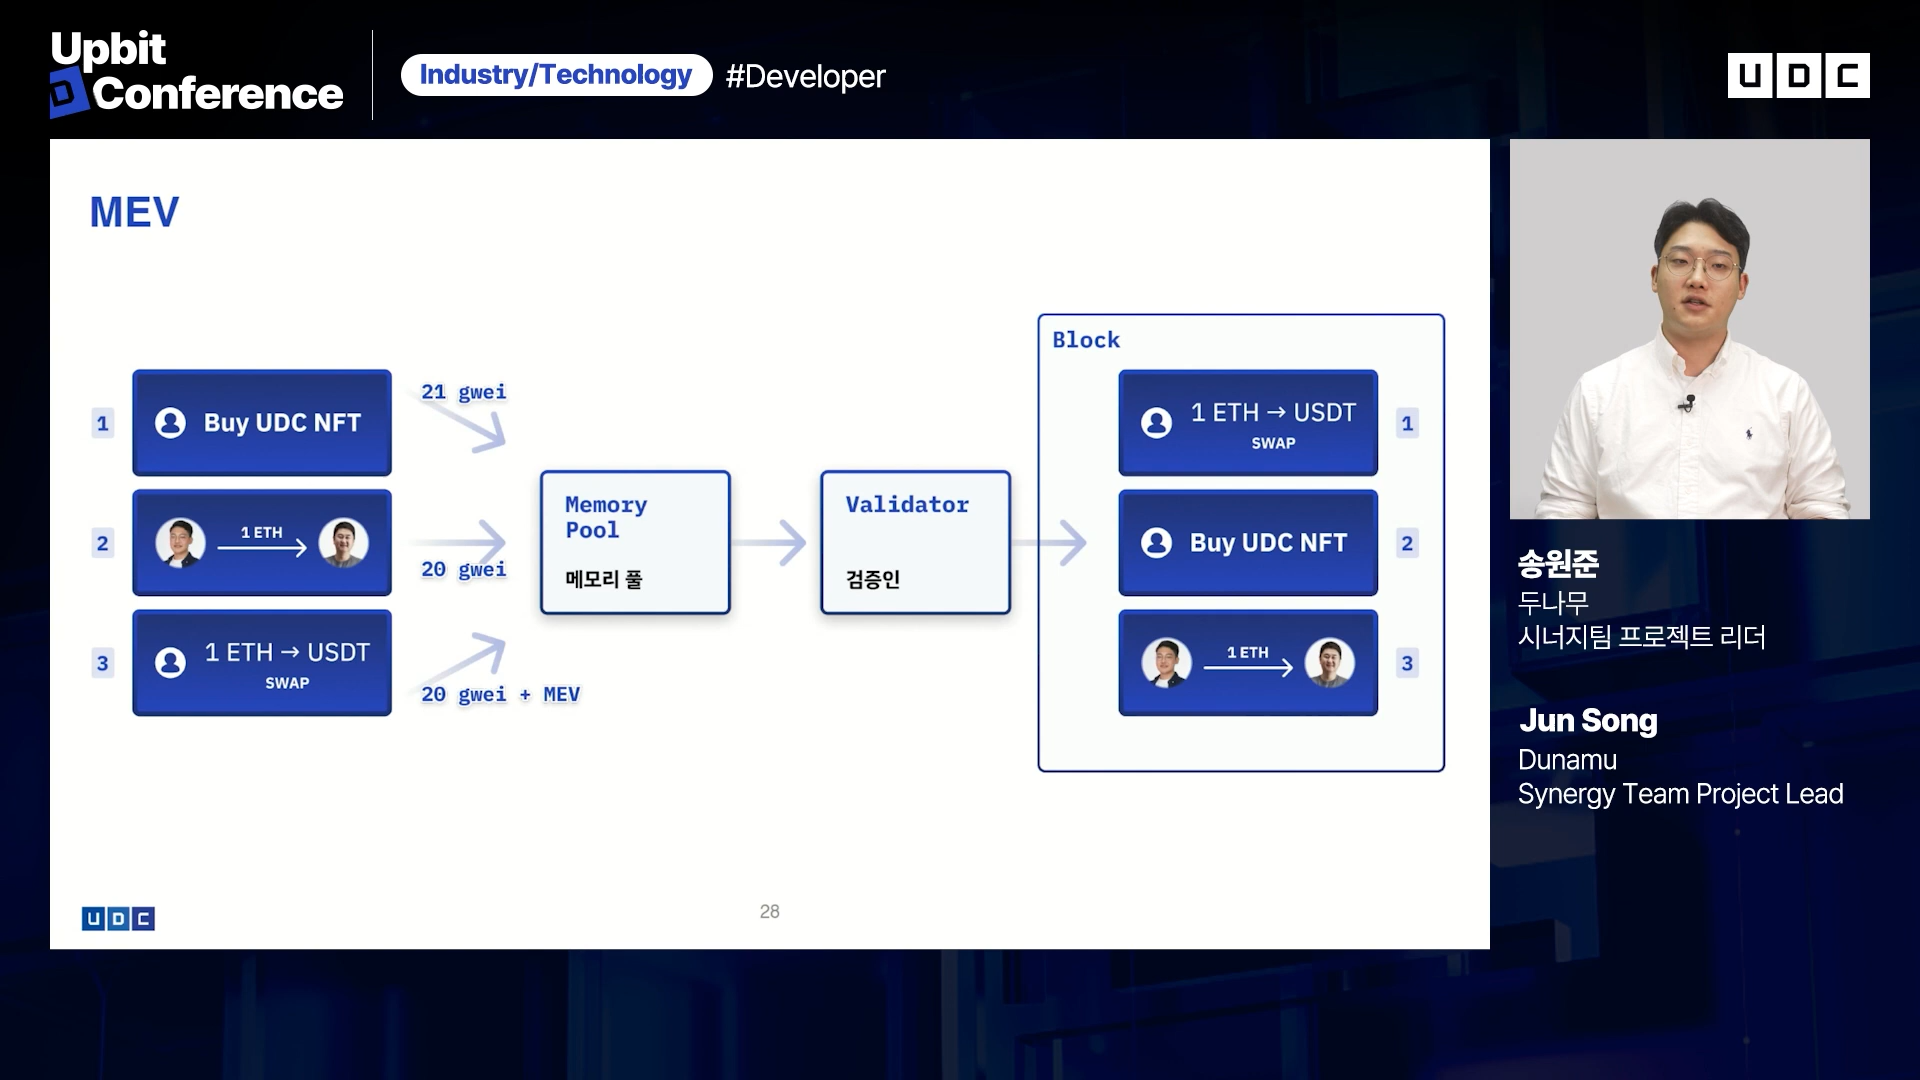 Upbit
D Conference
Industry/Technology #Developer
UDC
MEV
1
Buy UDC NFT
21 gwei
2
1 ETH
20 gwei
3
1 ETH → USDT
SWAP
20 gwei + MEV
Memory
Pool
메모리 풀
Validator
검증인
Block
1 ETH → USDT
SWAP
1
Buy UDC NFT
2
1 ETH
3
UDC
28
송원준
두나무
시너지팀 프로젝트 리더
Jun Song
Dunamu
Synergy Team Project Lead